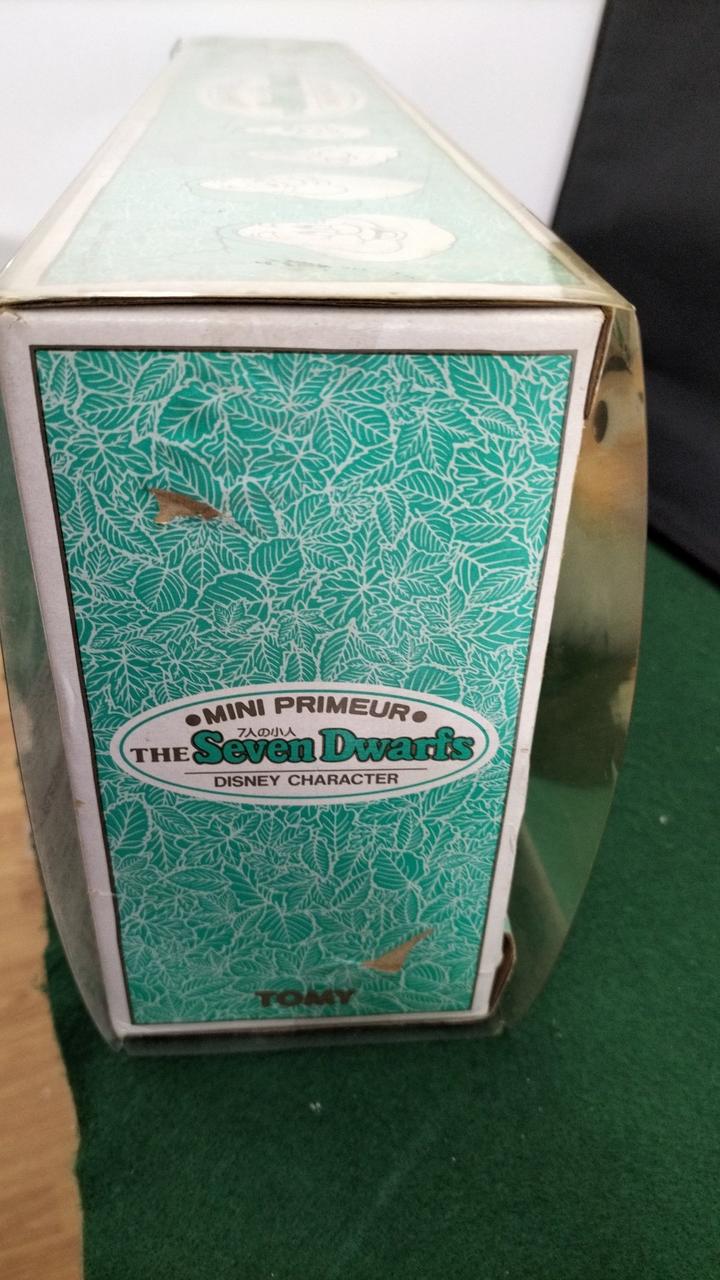 •MINI PRIMEUR•
7人の小人
THE Seven Dwarfs
DISNEY CHARACTER
TOMY